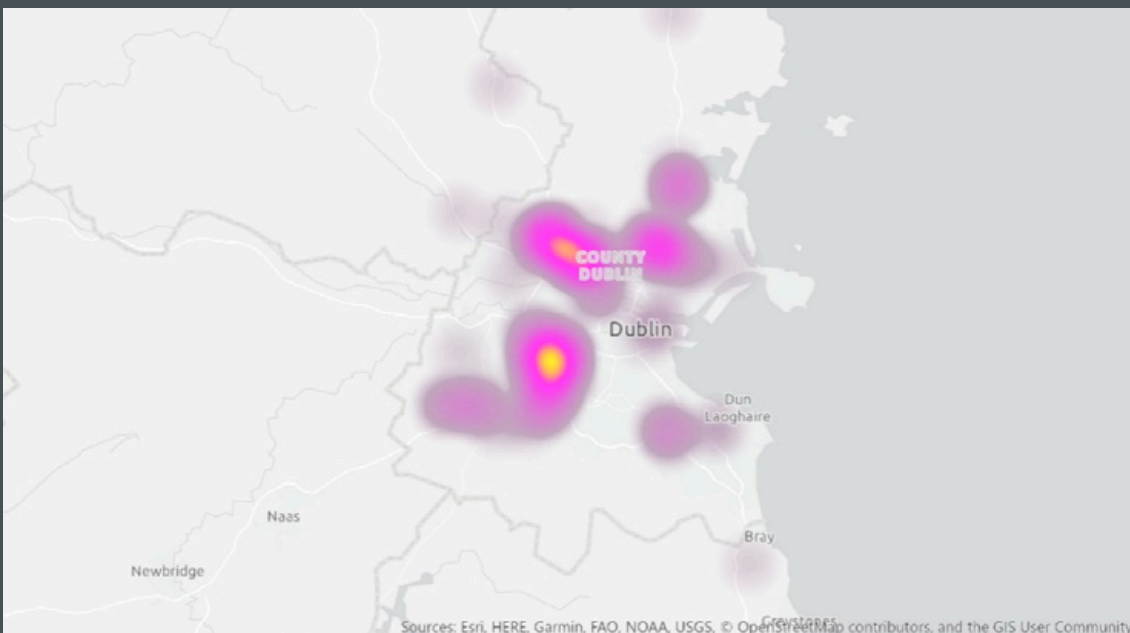 COUNTY
DUBLIN
Dublin
Dun
Laoghaire
Naas
Bray
Newbridge
Greystones
Sources: Esri, HERE, Garmin, FAO, NOAA, USGS, © OpenStreetMap contributors, and the GIS User Community